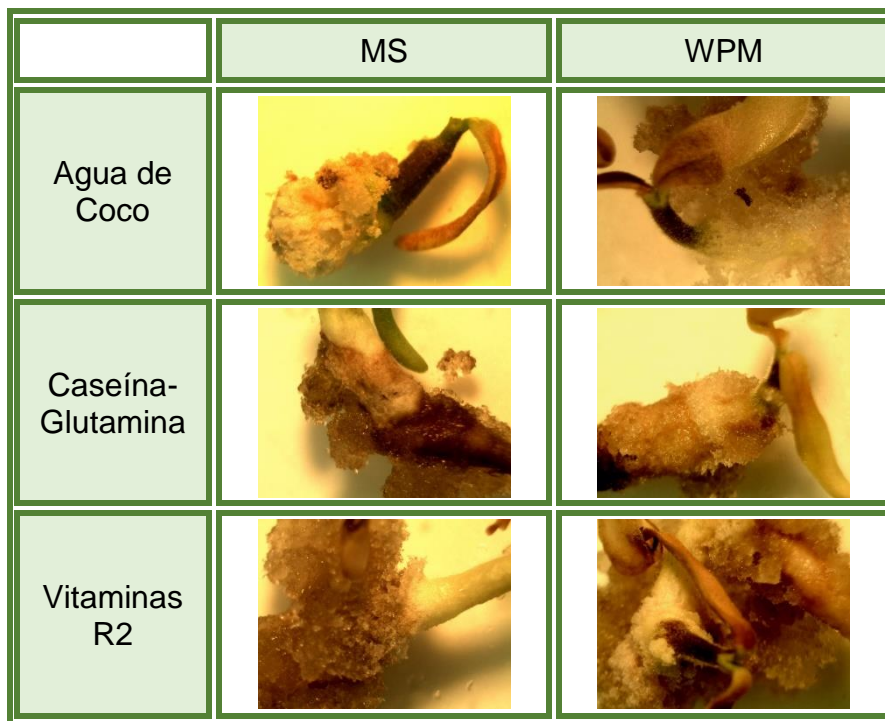 MS
WPM
Agua de
Coco
Caseína-
Glutamina
Vitaminas
R2